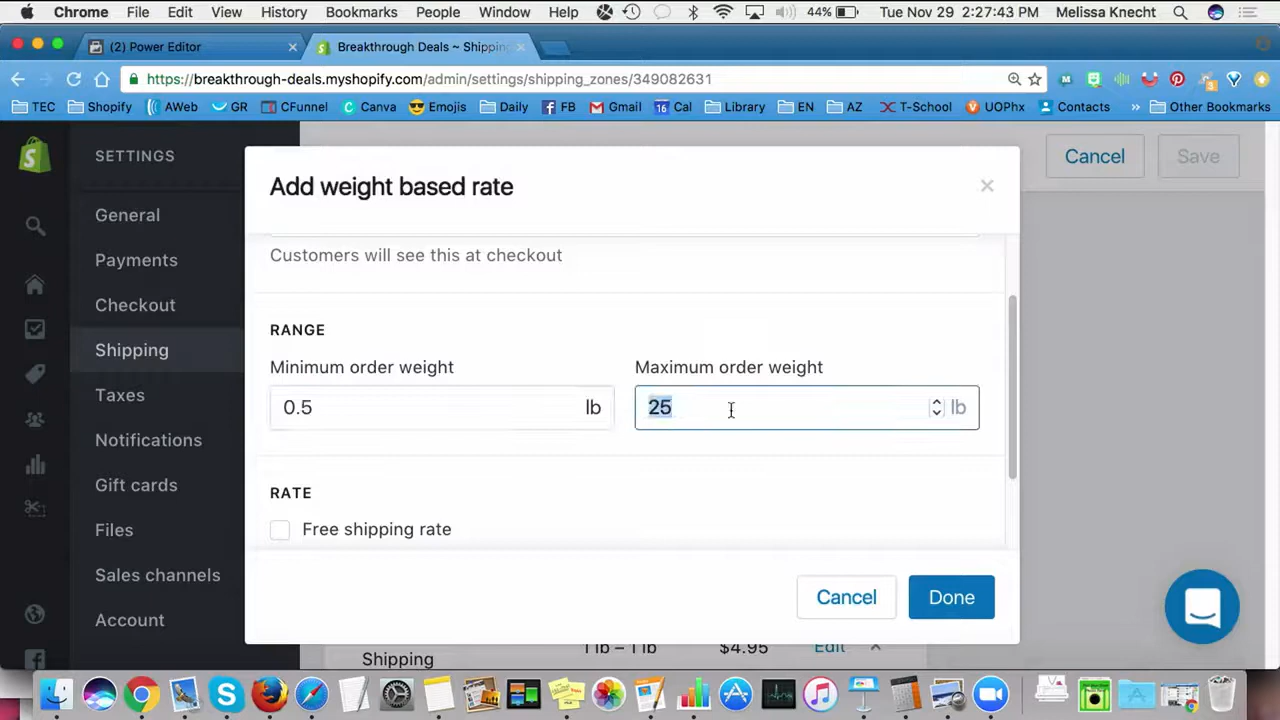 Chrome File Edit View History Bookmarks People Window Help 44% Tue Nov 29 2:27:43 PM Melissa Knecht
(2) Power Editor Breakthrough Deals ~ Shipping
https://breakthrough-deals.myshopify.com/admin/settings/shipping_zones/349082631
TEC Shopify AWeb GR CFunnel Canva Emojis Daily FB Gmail 16 Cal Library EN AZ T-School UOPhx Contacts » Other Bookmarks
SETTINGS
Cancel Save
General
Payments
Checkout
Shipping
Taxes
Notifications
Gift cards
Files
Sales channels
Account
Add weight based rate
Customers will see this at checkout
RANGE
Minimum order weight Maximum order weight
0.5 lb 25 lb
RATE
Free shipping rate
Cancel Done
Shipping 1 lb – 1 lb $4.95 Edit